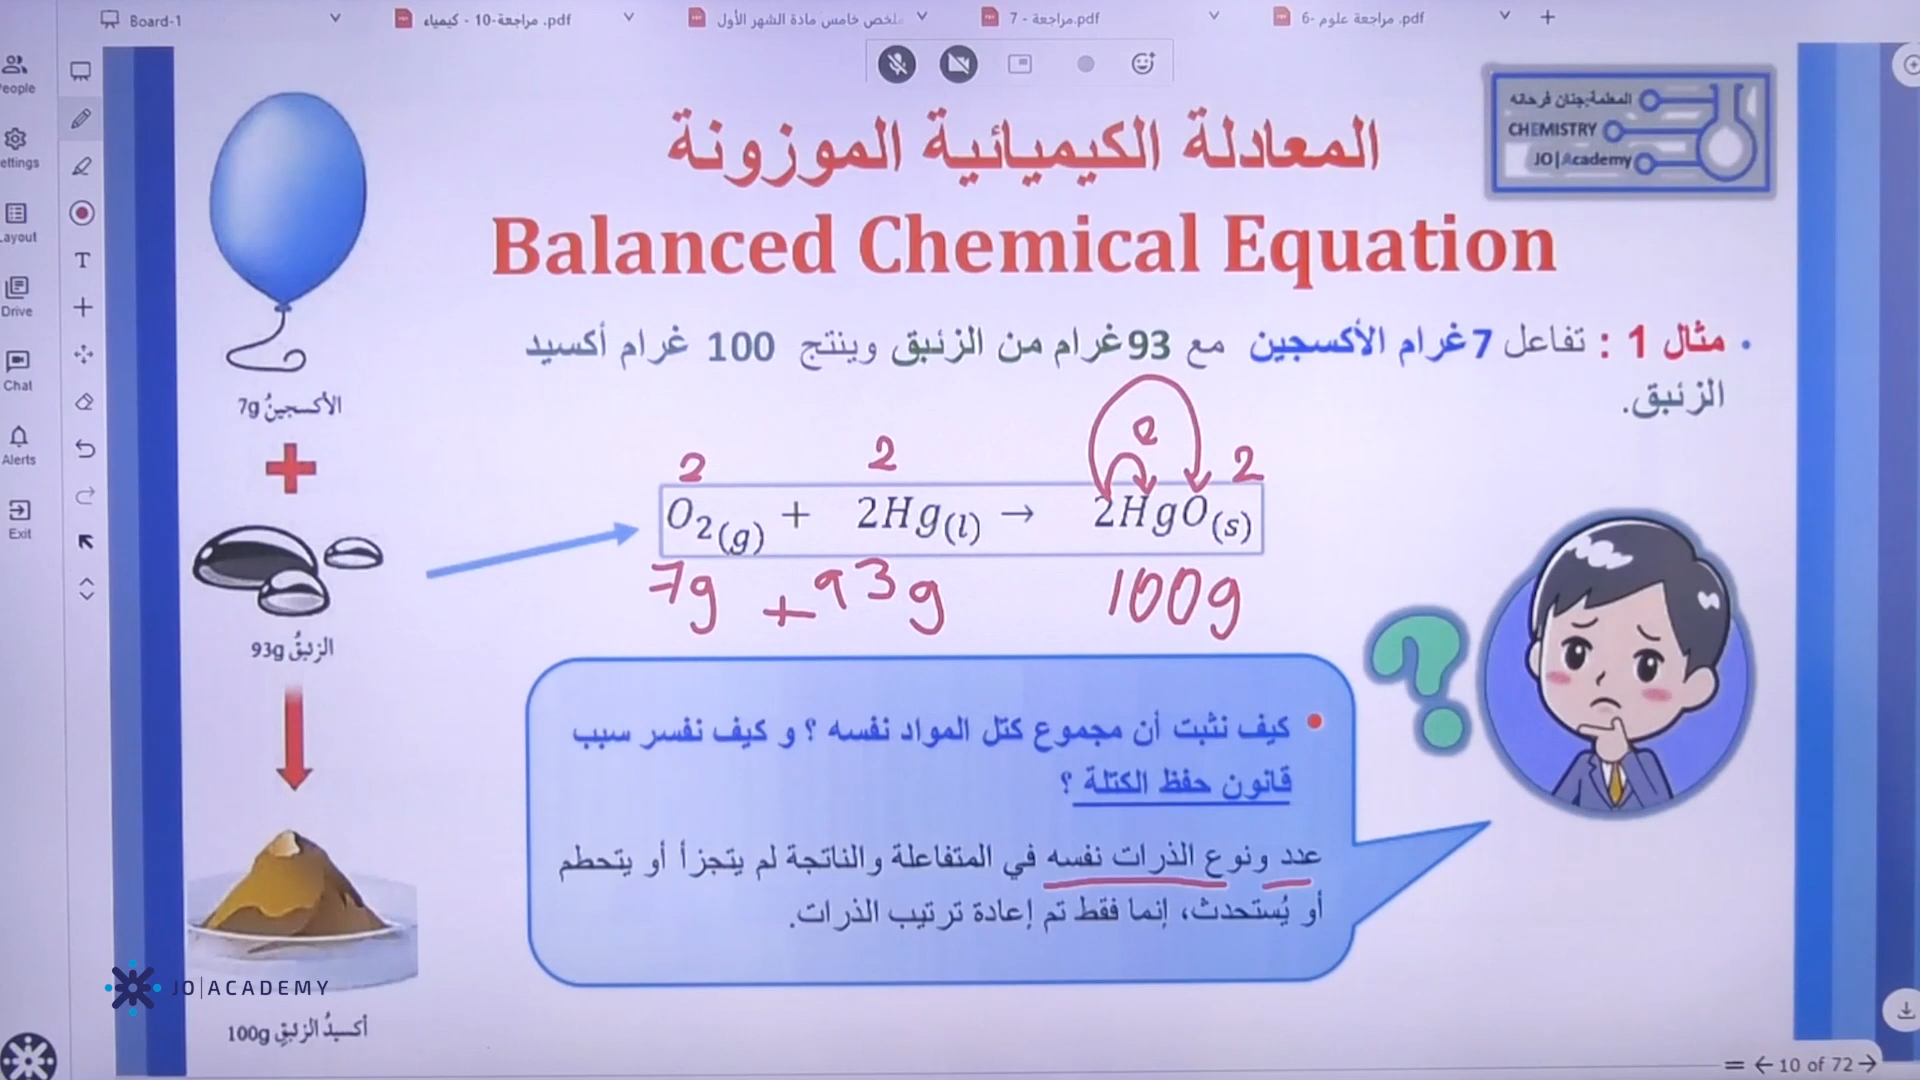 Board-1
مراجعة-10 - كيمياء .pdf
ملخص خامس مادة الشهر الأول
مراجعة - 7.pdf
مراجعة علوم -6 .pdf
eople
ettings
ayout
Drive
Chat
Alerts
Exit
T
المعلمة:جنان فرحانه
CHEMISTRY
JO|Academy
المعادلة الكيميائية الموزونة
Balanced Chemical Equation
• مثال 1 : تفاعل 7 غرام الأكسجين مع 93 غرام من الزئبق وينتج 100 غرام أكسيد
الزئبق.
الأكسجينُ 7g
2 2 2
O2(g) + 2Hg(l) → 2HgO(s)
7g + 93g 100g
الزئبقُ 93g
• كيف نثبت أن مجموع كتل المواد نفسه ؟ و كيف نفسر سبب
قانون حفظ الكتلة ؟
عدد ونوع الذرات نفسه في المتفاعلة والناتجة لم يتجزأ أو يتحطم
أو يُستحدث، إنما فقط تم إعادة ترتيب الذرات.
?
JO|ACADEMY
أكسيدُ الزئبقِ 100g
10 of 72